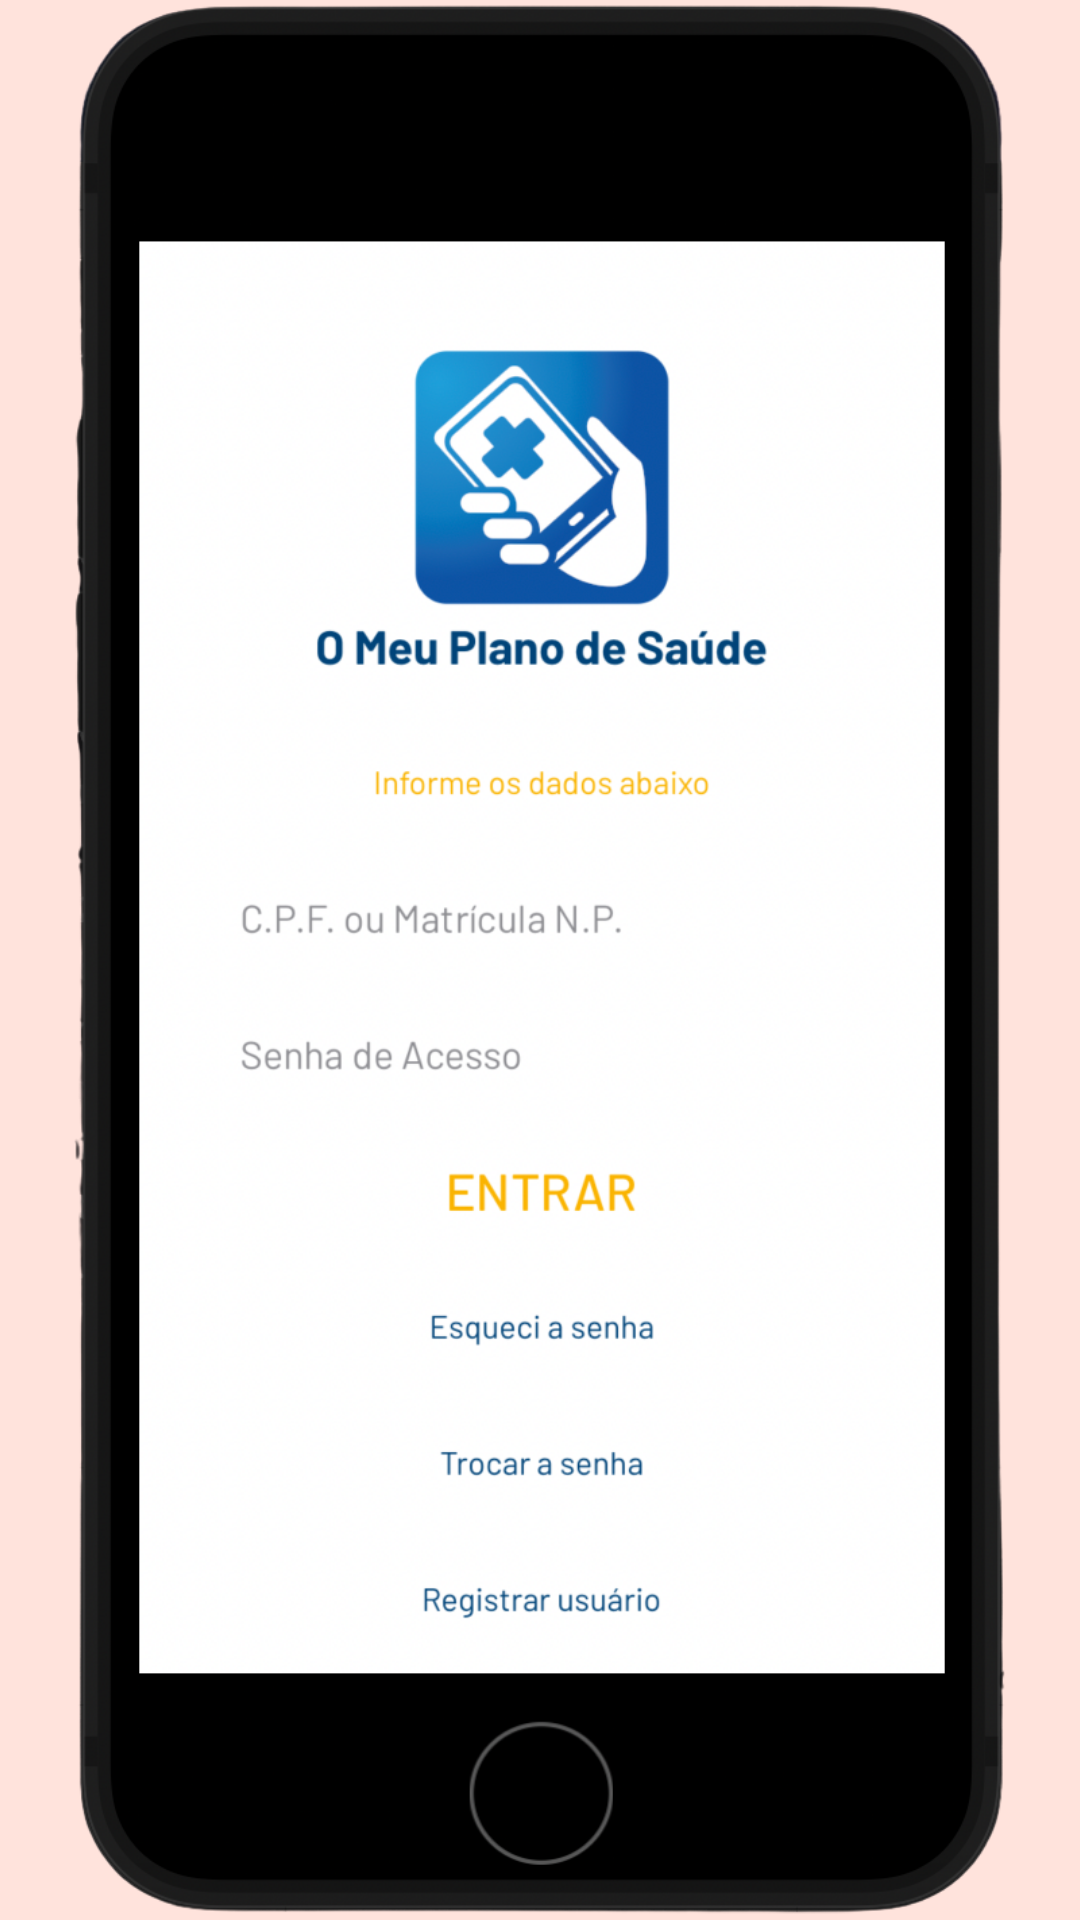 O Meu Plano de Saúde
Informe os dados abaixo
C.P.F. ou Matrícula N.P.
Senha de Acesso
ENTRAR
Esqueci a senha
Trocar a senha
Registrar usuário